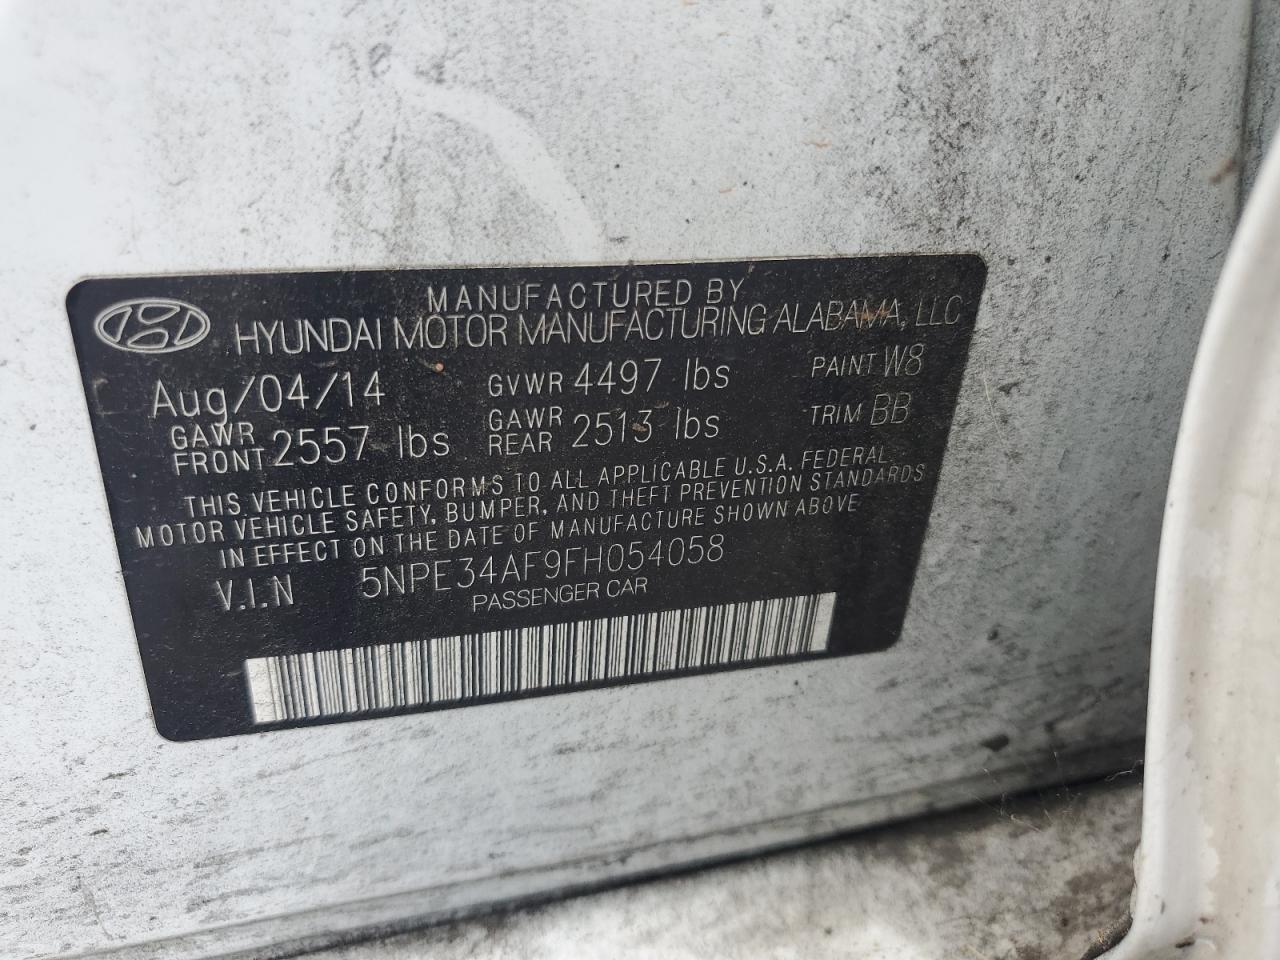 MANUFACTURED BY
HYUNDAI MOTOR MANUFACTURING ALABAMA, LLC
Aug/04/14 GVWR 4497 lbs PAINT W8
GAWR FRONT 2557 lbs GAWR REAR 2513 lbs TRIM BB
THIS VEHICLE CONFORMS TO ALL APPLICABLE U.S.A. FEDERAL
MOTOR VEHICLE SAFETY, BUMPER, AND THEFT PREVENTION STANDARDS
IN EFFECT ON THE DATE OF MANUFACTURE SHOWN ABOVE
V.I.N 5NPE34AF9FH054058
PASSENGER CAR